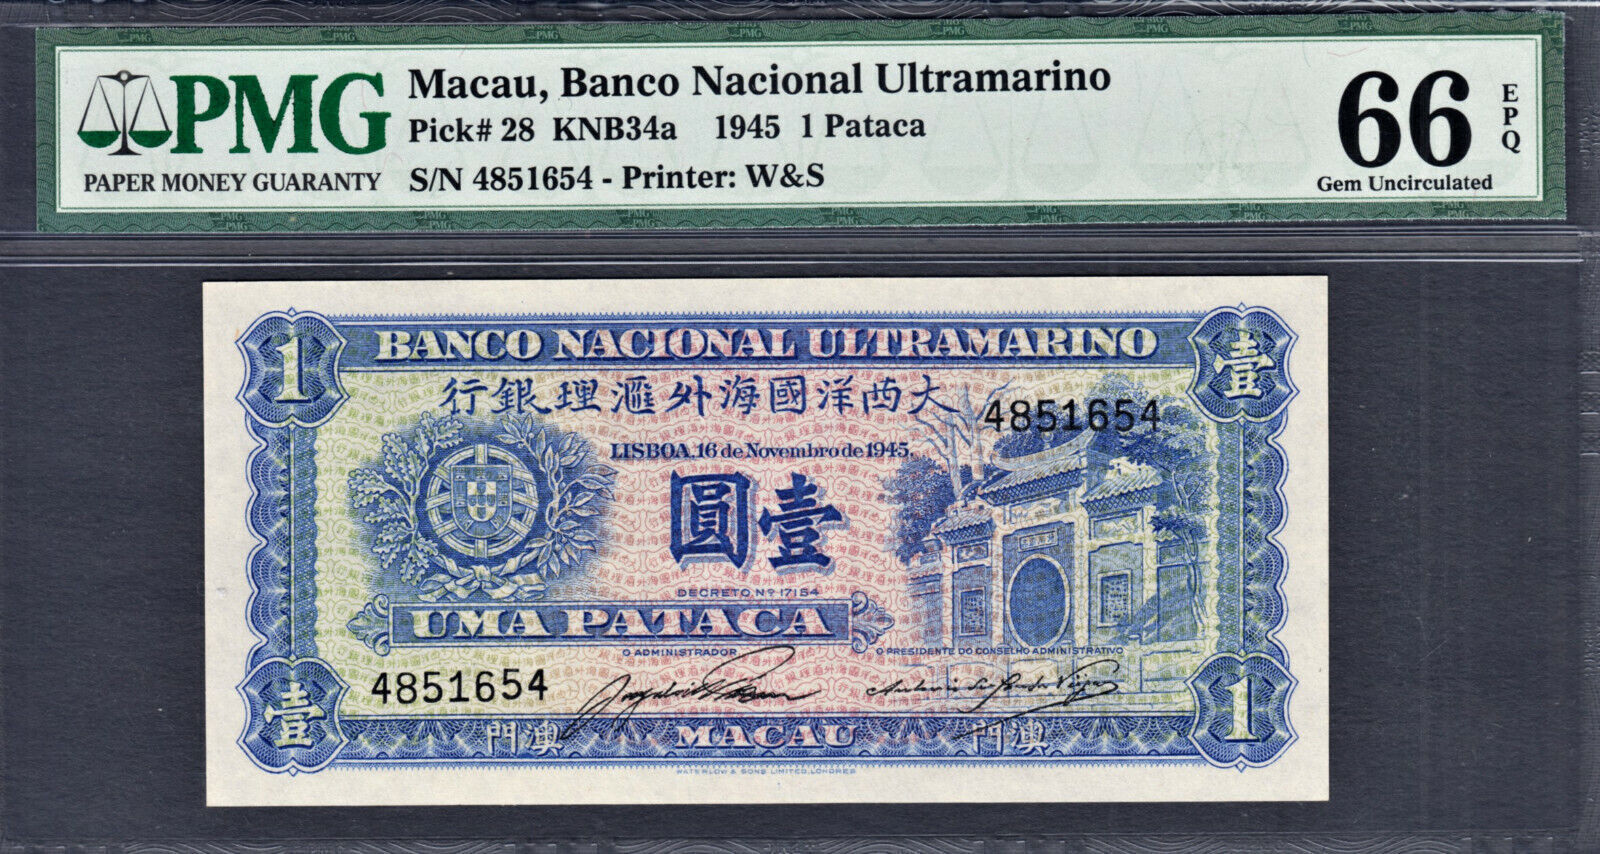 PMG
PAPER MONEY GUARANTY
Macau, Banco Nacional Ultramarino
Pick# 28 KNB34a 1945 1 Pataca
S/N 4851654 - Printer: W&S
66
EPQ
Gem Uncirculated
1
BANCO NACIONAL ULTRAMARINO
壹
行銀理滙外海國洋西大
4851654
LISBOA, 16 de Novembro de 1945.
圓壹
DECRETO Nº 17154
UMA PATACA
O ADMINISTRADOR
O PRESIDENTE DO CONSELHO ADMINISTRATIVO
4851654
壹
門澳
MACAU
門澳
1
WATERLOW & SONS LIMITED, LONDRES